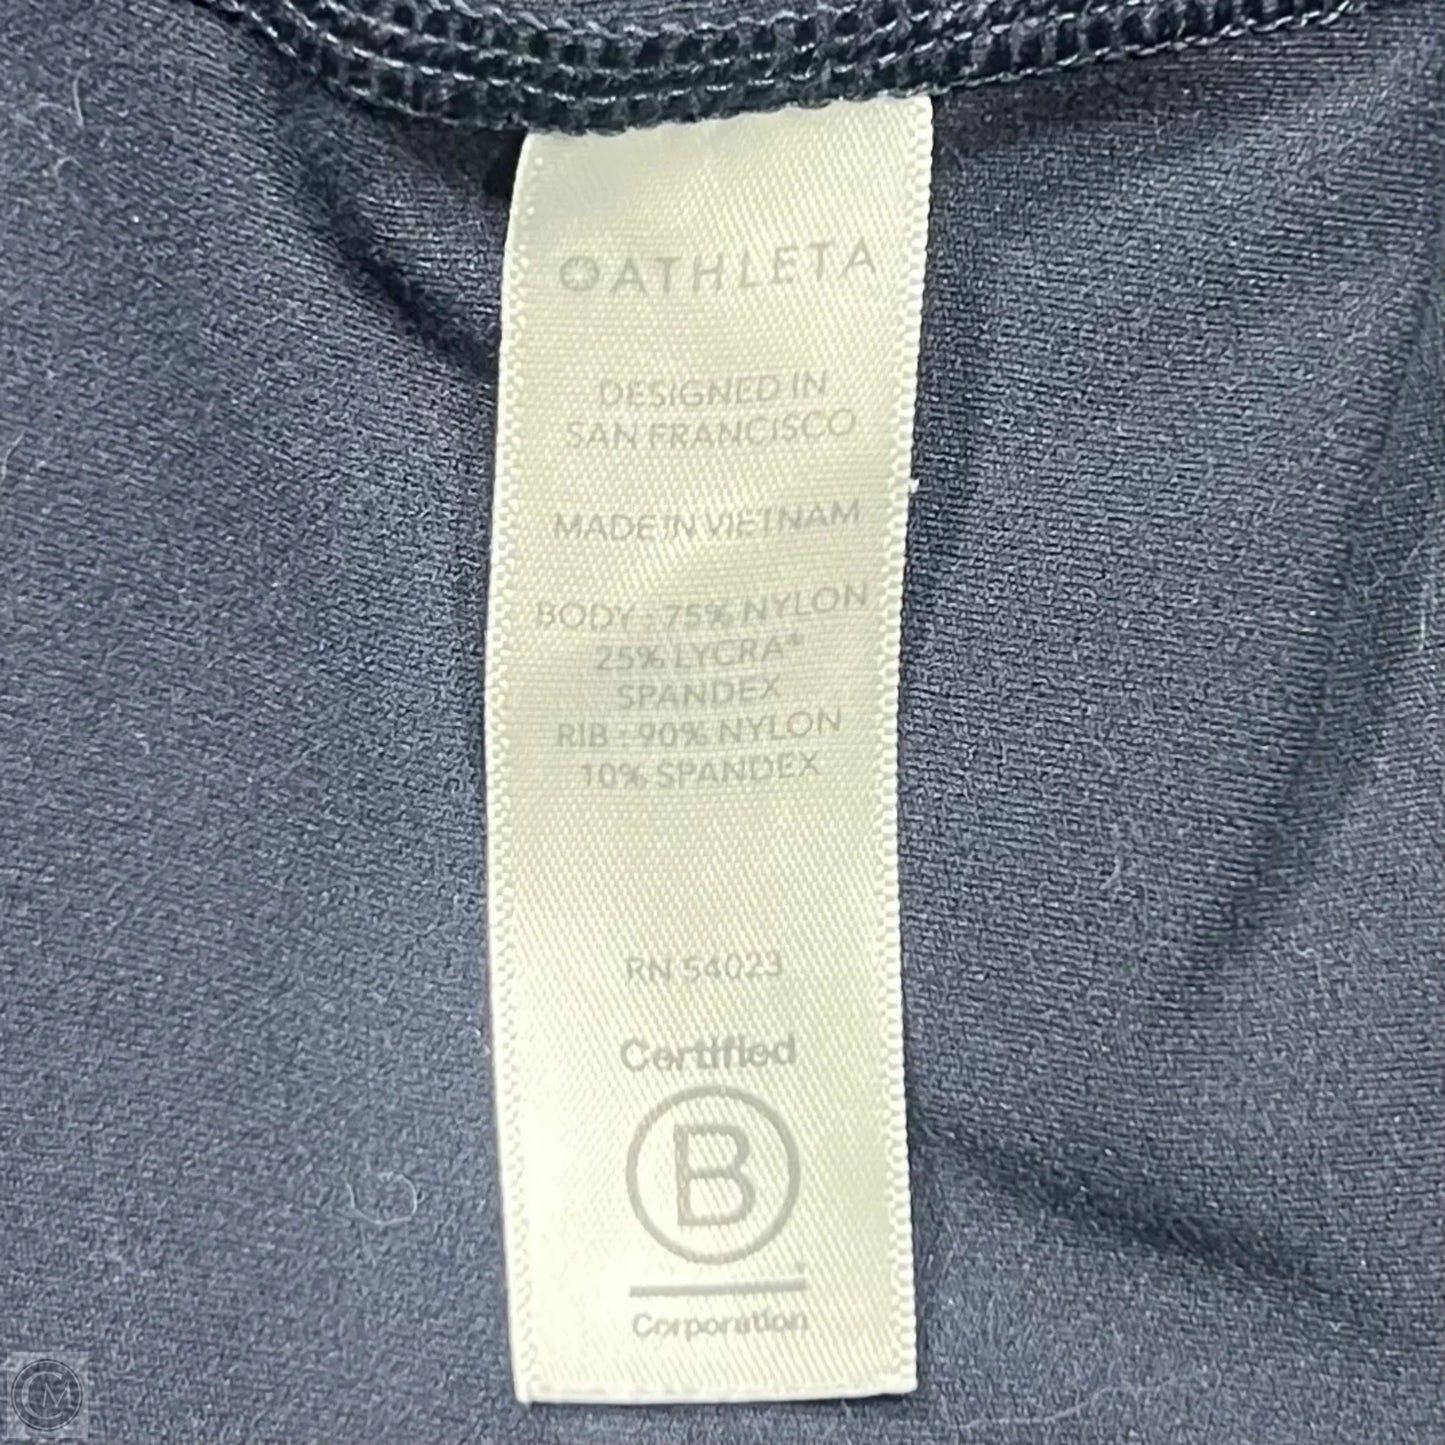 ATHLETA
DESIGNED IN
SAN FRANCISCO
MADE IN VIETNAM
BODY : 75% NYLON
25% LYCRA®
SPANDEX
RIB : 90% NYLON
10% SPANDEX
RN 54023
Certified
B
Corporation
CM